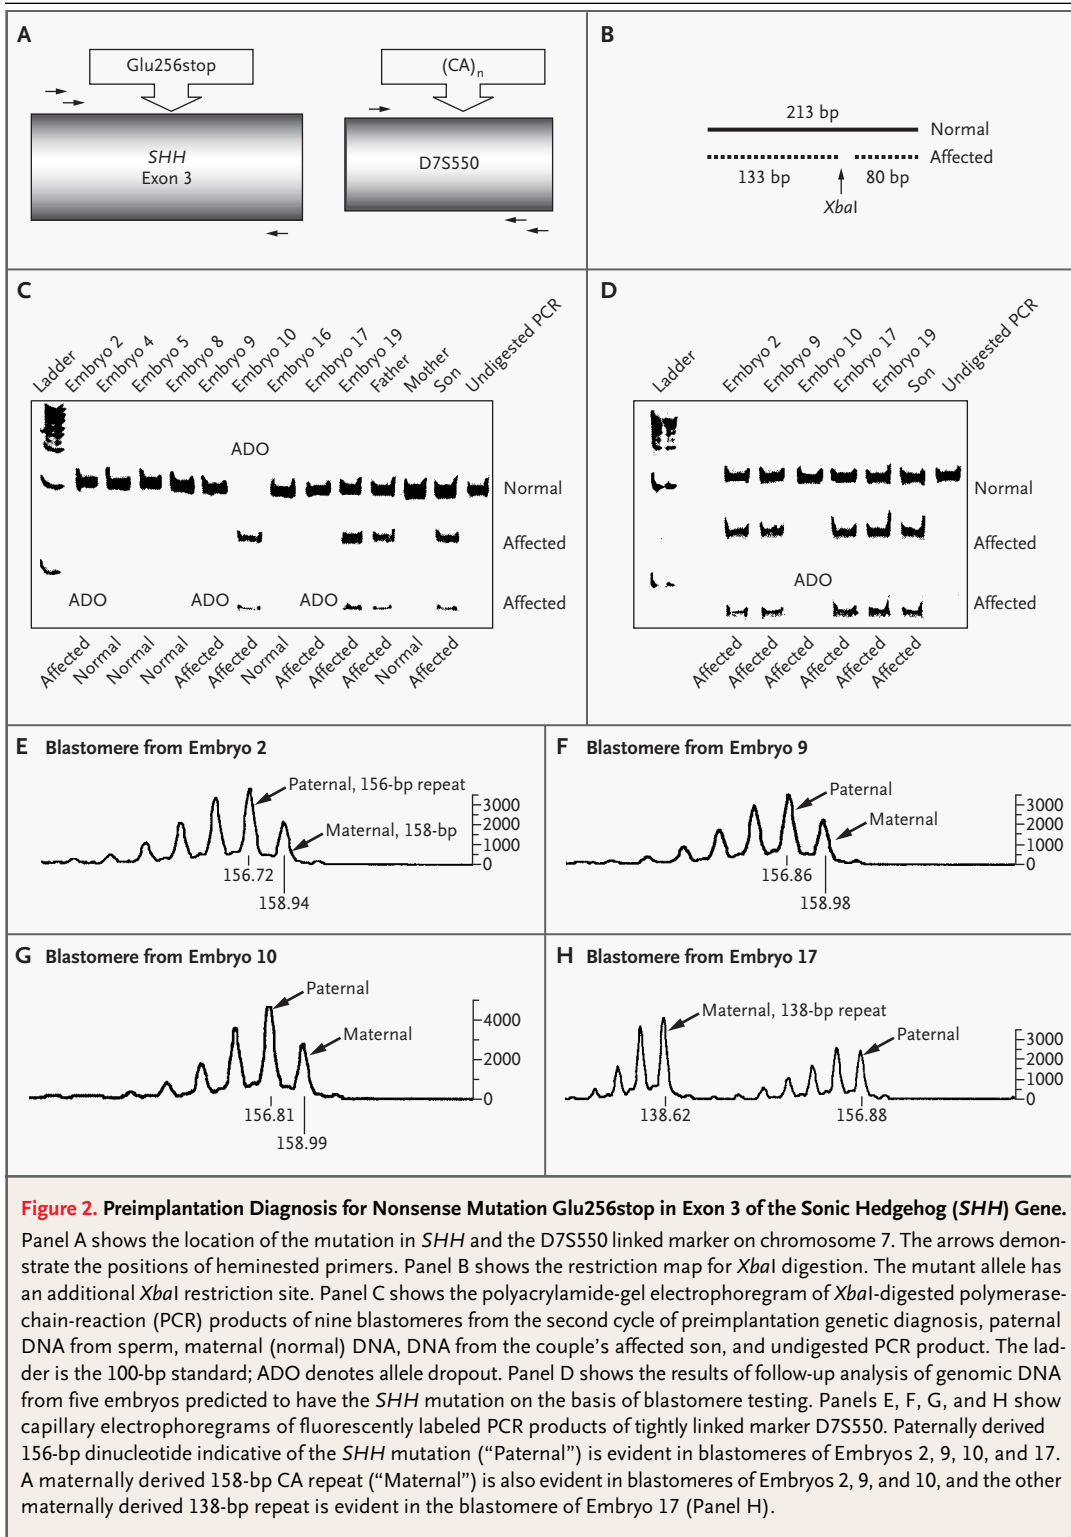 A
Glu256stop
SHH
Exon 3
(CA)n
D7S550
B
213 bp
Normal
Affected
133 bp
80 bp
XbaI
C
Ladder
Embryo 2
Embryo 4
Embryo 5
Embryo 8
Embryo 9
Embryo 10
Embryo 16
Embryo 17
Embryo 19
Father
Mother
Son
Undigested PCR
ADO
Normal
Affected
ADO
ADO
ADO
Affected
Affected
Normal
Normal
Normal
Affected
Affected
Normal
Affected
Affected
Affected
Normal
Affected
D
Ladder
Embryo 2
Embryo 9
Embryo 10
Embryo 17
Embryo 19
Son
Undigested PCR
Normal
Affected
ADO
Affected
Affected
Affected
Affected
Affected
Affected
Affected
E Blastomere from Embryo 2
Paternal, 156-bp repeat
Maternal, 158-bp
3000
2000
1000
0
156.72
158.94
F Blastomere from Embryo 9
Paternal
Maternal
3000
2000
1000
0
156.86
158.98
G Blastomere from Embryo 10
Paternal
Maternal
4000
2000
0
156.81
158.99
H Blastomere from Embryo 17
Maternal, 138-bp repeat
Paternal
3000
2000
1000
0
138.62
156.88
Figure 2. Preimplantation Diagnosis for Nonsense Mutation Glu256stop in Exon 3 of the Sonic Hedgehog (SHH) Gene.
Panel A shows the location of the mutation in SHH and the D7S550 linked marker on chromosome 7. The arrows demon-
strate the positions of heminested primers. Panel B shows the restriction map for XbaI digestion. The mutant allele has
an additional XbaI restriction site. Panel C shows the polyacrylamide-gel electrophoregram of XbaI-digested polymerase-
chain-reaction (PCR) products of nine blastomeres from the second cycle of preimplantation genetic diagnosis, paternal
DNA from sperm, maternal (normal) DNA, DNA from the couple's affected son, and undigested PCR product. The lad-
der is the 100-bp standard; ADO denotes allele dropout. Panel D shows the results of follow-up analysis of genomic DNA
from five embryos predicted to have the SHH mutation on the basis of blastomere testing. Panels E, F, G, and H show
capillary electrophoregrams of fluorescently labeled PCR products of tightly linked marker D7S550. Paternally derived
156-bp dinucleotide indicative of the SHH mutation (“Paternal”) is evident in blastomeres of Embryos 2, 9, 10, and 17.
A maternally derived 158-bp CA repeat (“Maternal”) is also evident in blastomeres of Embryos 2, 9, and 10, and the other
maternally derived 138-bp repeat is evident in the blastomere of Embryo 17 (Panel H).